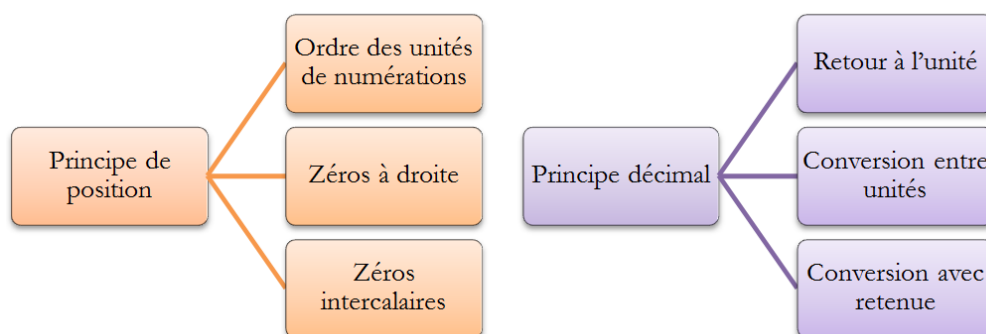 Principe de
position
Ordre des unités
de numérations
Zéros à droite
Zéros
intercalaires
Principe décimal
Retour à l'unité
Conversion entre
unités
Conversion avec
retenue